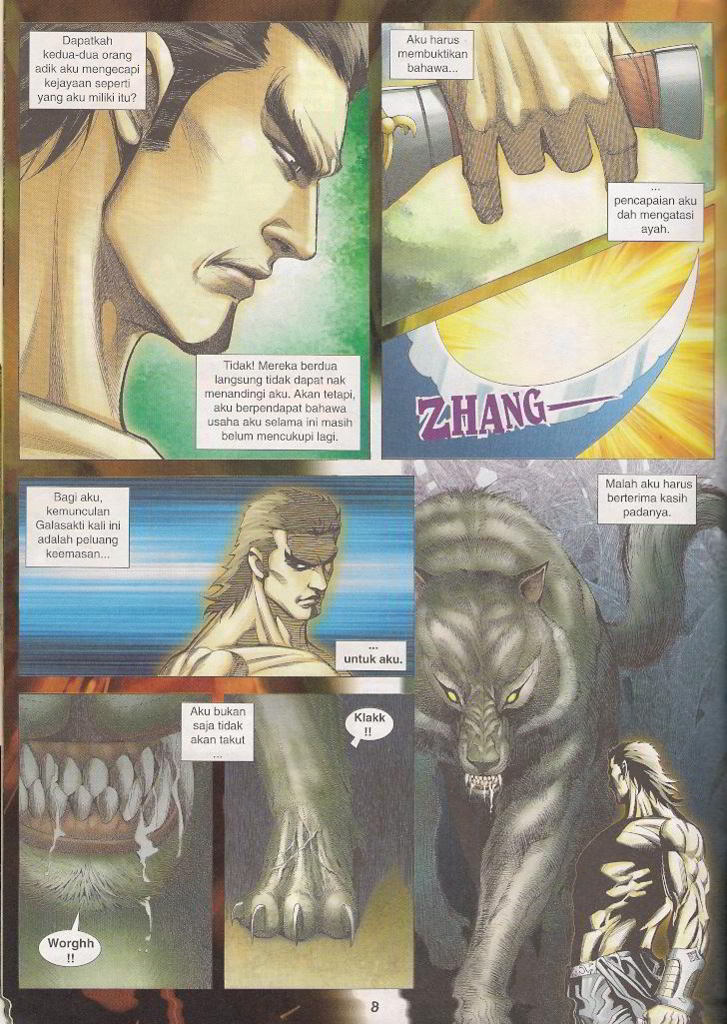 Dapatkah
kedua-dua orang
adik aku mengecapi
kejayaan seperti
yang aku miliki itu?
Tidak! Mereka berdua
langsung tidak dapat nak
menandingi aku. Akan tetapi,
aku berpendapat bahawa
usaha aku selama ini masih
belum mencukupi lagi.
Aku harus
membuktikan
bahawa...
...
pencapaian aku
dah mengatasi
ayah.
ZHANG
Bagi aku,
kemunculan
Galasakti kali ini
adalah peluang
keemasan...
...
untuk aku.
Malah aku harus
berterima kasih
padanya.
Aku bukan
saja tidak
akan takut
...
Worghh
!!
Klakk
!!
8